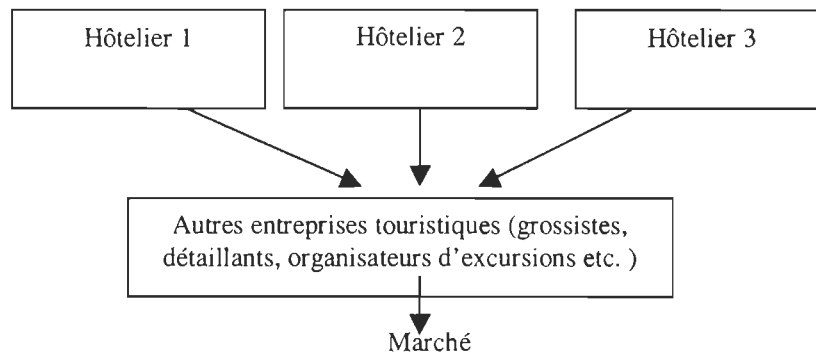 Hôtelier 1
Hôtelier 2
Hôtelier 3
Autres entreprises touristiques (grossistes,
détaillants, organisateurs d'excursions etc. )
Marché